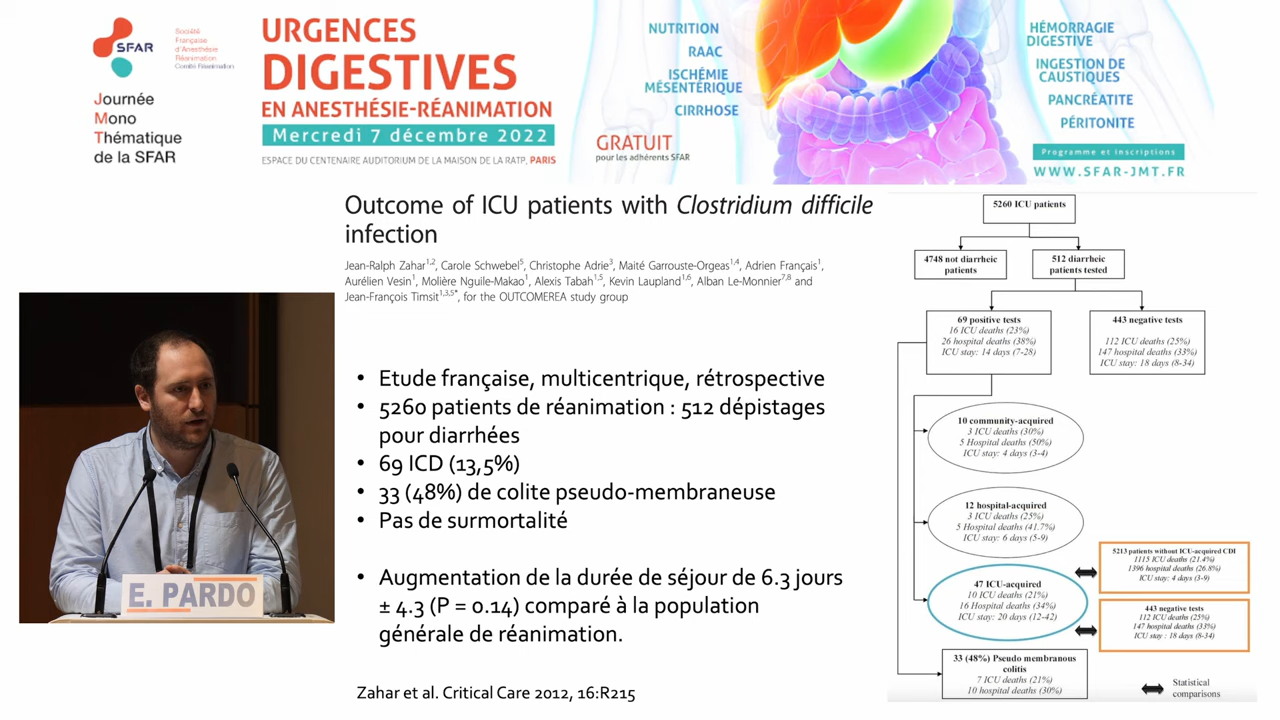 SFAR
Société
Française
d'Anesthésie
Réanimation
Comité Réanimation
Journée
Mono
Thématique
de la SFAR
URGENCES
DIGESTIVES
EN ANESTHÉSIE-RÉANIMATION
Mercredi 7 décembre 2022
ESPACE DU CENTENAIRE AUDITORIUM DE LA MAISON DE LA RATP, PARIS
NUTRITION
RAAC
ISCHÉMIE
MÉSENTÉRIQUE
CIRRHOSE
GRATUIT
pour les adhérents SFAR
HÉMORRAGIE
DIGESTIVE
INGESTION DE
CAUSTIQUES
PANCRÉATITE
PÉRITONITE
Programme et inscriptions
WWW.SFAR-JMT.FR
Outcome of ICU patients with Clostridium difficile
infection
Jean-Ralph Zahar1,2, Carole Schwebel5, Christophe Adrie3, Maité Garrouste-Orgeas1,4, Adrien Français1,
Aurélien Vesin1, Molière Nguile-Makao1, Alexis Tabah1,5, Kevin Laupland1,6, Alban Le-Monnier7,8 and
Jean-François Timsit1,3,5*, for the OUTCOMEREA study group
• Etude française, multicentrique, rétrospective
• 5260 patients de réanimation : 512 dépistages
pour diarrhées
• 69 ICD (13,5%)
• 33 (48%) de colite pseudo-membraneuse
• Pas de surmortalité
• Augmentation de la durée de séjour de 6.3 jours
± 4.3 (P = 0.14) comparé à la population
générale de réanimation.
Zahar et al. Critical Care 2012, 16:R215
E. PARDO
5260 ICU patients
4748 not diarrheic
patients
512 diarrheic
patients tested
69 positive tests
16 ICU deaths (23%)
26 hospital deaths (38%)
ICU stay: 14 days (7-28)
443 negative tests
112 ICU deaths (25%)
147 hospital deaths (33%)
ICU stay: 18 days (8-34)
10 community-acquired
3 ICU deaths (30%)
5 Hospital deaths (50%)
ICU stay: 4 days (3-4)
12 hospital-acquired
3 ICU deaths (25%)
5 Hospital deaths (41.7%)
ICU stay: 6 days (5-9)
47 ICU-acquired
10 ICU deaths (21%)
16 Hospital deaths (34%)
ICU stay: 20 days (12-42)
5213 patients without ICU-acquired CDI
1115 ICU deaths (21.4%)
1396 hospital deaths (26.8%)
ICU stay: 4 days (3-9)
443 negative tests
112 ICU deaths (25%)
147 hospital deaths (33%)
ICU stay : 18 days (8-34)
33 (48%) Pseudo membranous
colitis
7 ICU deaths (21%)
10 hospital deaths (30%)
Statistical
comparisons